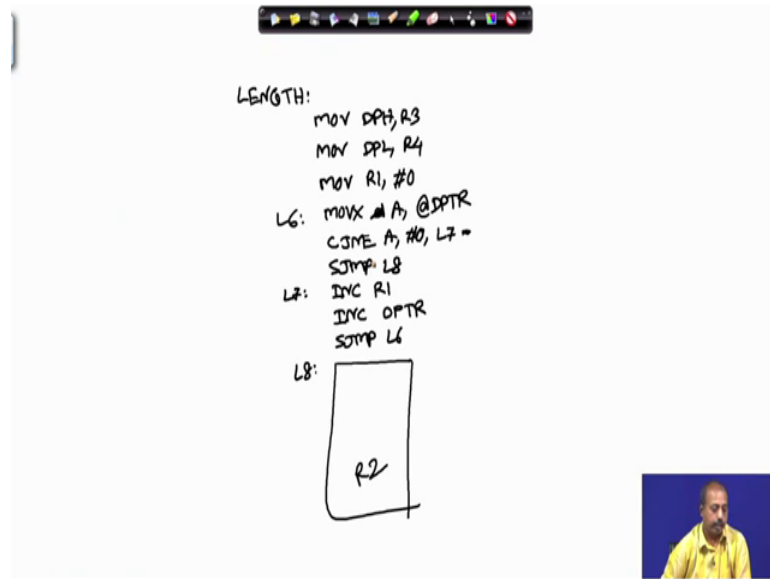 LENGTH:
MOV DPH, R3
MOV DPL, R4
MOV R1, #0
L6: MOVX A, @DPTR
CJNE A, #0, L7
SJMP L8
L7: INC R1
INC DPTR
SJMP L6
L8:
R2